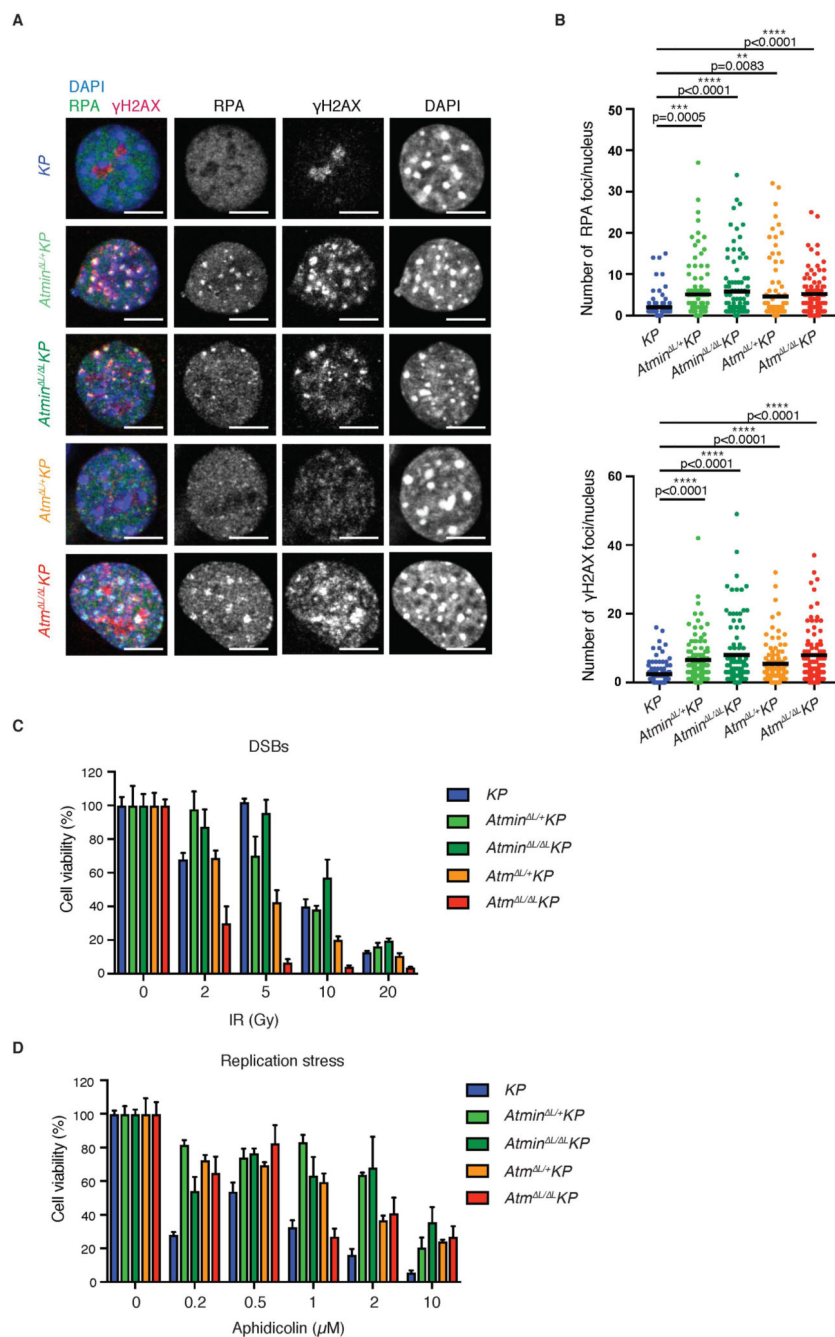 A
DAPI
RPA γH2AX
RPA
γH2AX
DAPI
KP
Atmin^ΔL/+KP
Atmin^ΔL/ΔLKP
Atm^ΔL/+KP
Atm^ΔL/ΔLKP
B
****
p<0.0001
**
p=0.0083
****
p<0.0001
***
p=0.0005
Number of RPA foci/nucleus
50
40
30
20
10
0
KP
Atmin^ΔL/+KP
Atmin^ΔL/ΔLKP
Atm^ΔL/+KP
Atm^ΔL/ΔLKP
****
p<0.0001
****
p<0.0001
****
p<0.0001
****
p<0.0001
Number of γH2AX foci/nucleus
60
40
20
0
KP
Atmin^ΔL/+KP
Atmin^ΔL/ΔLKP
Atm^ΔL/+KP
Atm^ΔL/ΔLKP
C
DSBs
Cell viability (%)
120
100
80
60
40
20
0
0 2 5 10 20
IR (Gy)
KP
Atmin^ΔL/+KP
Atmin^ΔL/ΔLKP
Atm^ΔL/+KP
Atm^ΔL/ΔLKP
D
Replication stress
Cell viability (%)
120
100
80
60
40
20
0
0 0.2 0.5 1 2 10
Aphidicolin (μM)
KP
Atmin^ΔL/+KP
Atmin^ΔL/ΔLKP
Atm^ΔL/+KP
Atm^ΔL/ΔLKP